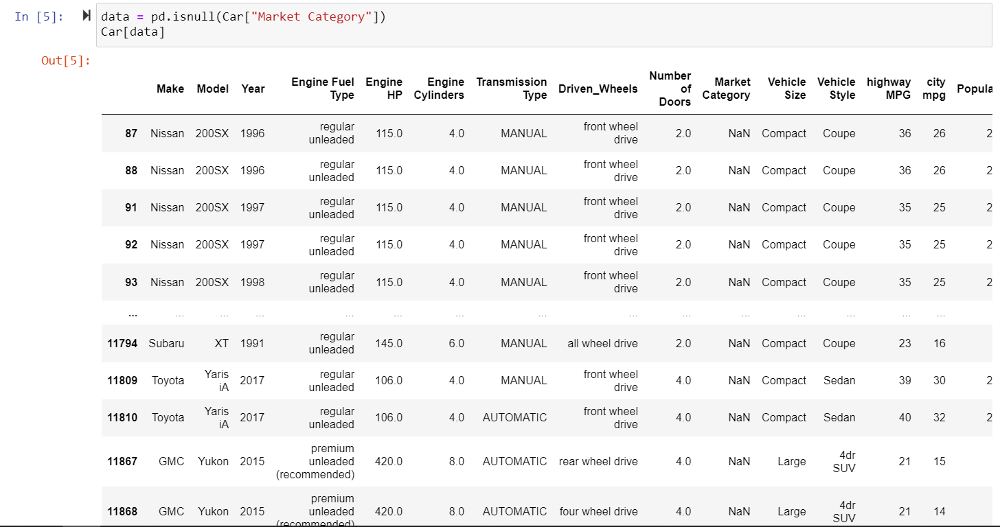 In [5]: data = pd.isnull(Car["Market Category"])
Car[data]
Out[5]:
Make Model Year Engine Fuel Type Engine HP Engine Cylinders Transmission Type Driven_Wheels Number of Doors Market Category Vehicle Size Vehicle Style highway MPG city mpg Popula
87 Nissan 200SX 1996 regular unleaded 115.0 4.0 MANUAL front wheel drive 2.0 NaN Compact Coupe 36 26 2
88 Nissan 200SX 1996 regular unleaded 115.0 4.0 MANUAL front wheel drive 2.0 NaN Compact Coupe 36 26 2
91 Nissan 200SX 1997 regular unleaded 115.0 4.0 MANUAL front wheel drive 2.0 NaN Compact Coupe 35 25 2
92 Nissan 200SX 1997 regular unleaded 115.0 4.0 MANUAL front wheel drive 2.0 NaN Compact Coupe 35 25 2
93 Nissan 200SX 1998 regular unleaded 115.0 4.0 MANUAL front wheel drive 2.0 NaN Compact Coupe 35 25 2
... ... ... ... ... ... ... ... ... ... ... ... ... ... ...
11794 Subaru XT 1991 regular unleaded 145.0 6.0 MANUAL all wheel drive 2.0 NaN Compact Coupe 23 16
11809 Toyota Yaris iA 2017 regular unleaded 106.0 4.0 MANUAL front wheel drive 4.0 NaN Compact Sedan 39 30 2
11810 Toyota Yaris iA 2017 regular unleaded 106.0 4.0 AUTOMATIC front wheel drive 4.0 NaN Compact Sedan 40 32 2
11867 GMC Yukon 2015 premium unleaded (recommended) 420.0 8.0 AUTOMATIC rear wheel drive 4.0 NaN Large 4dr SUV 21 15
11868 GMC Yukon 2015 premium unleaded (recommended) 420.0 8.0 AUTOMATIC four wheel drive 4.0 NaN Large 4dr SUV 21 14